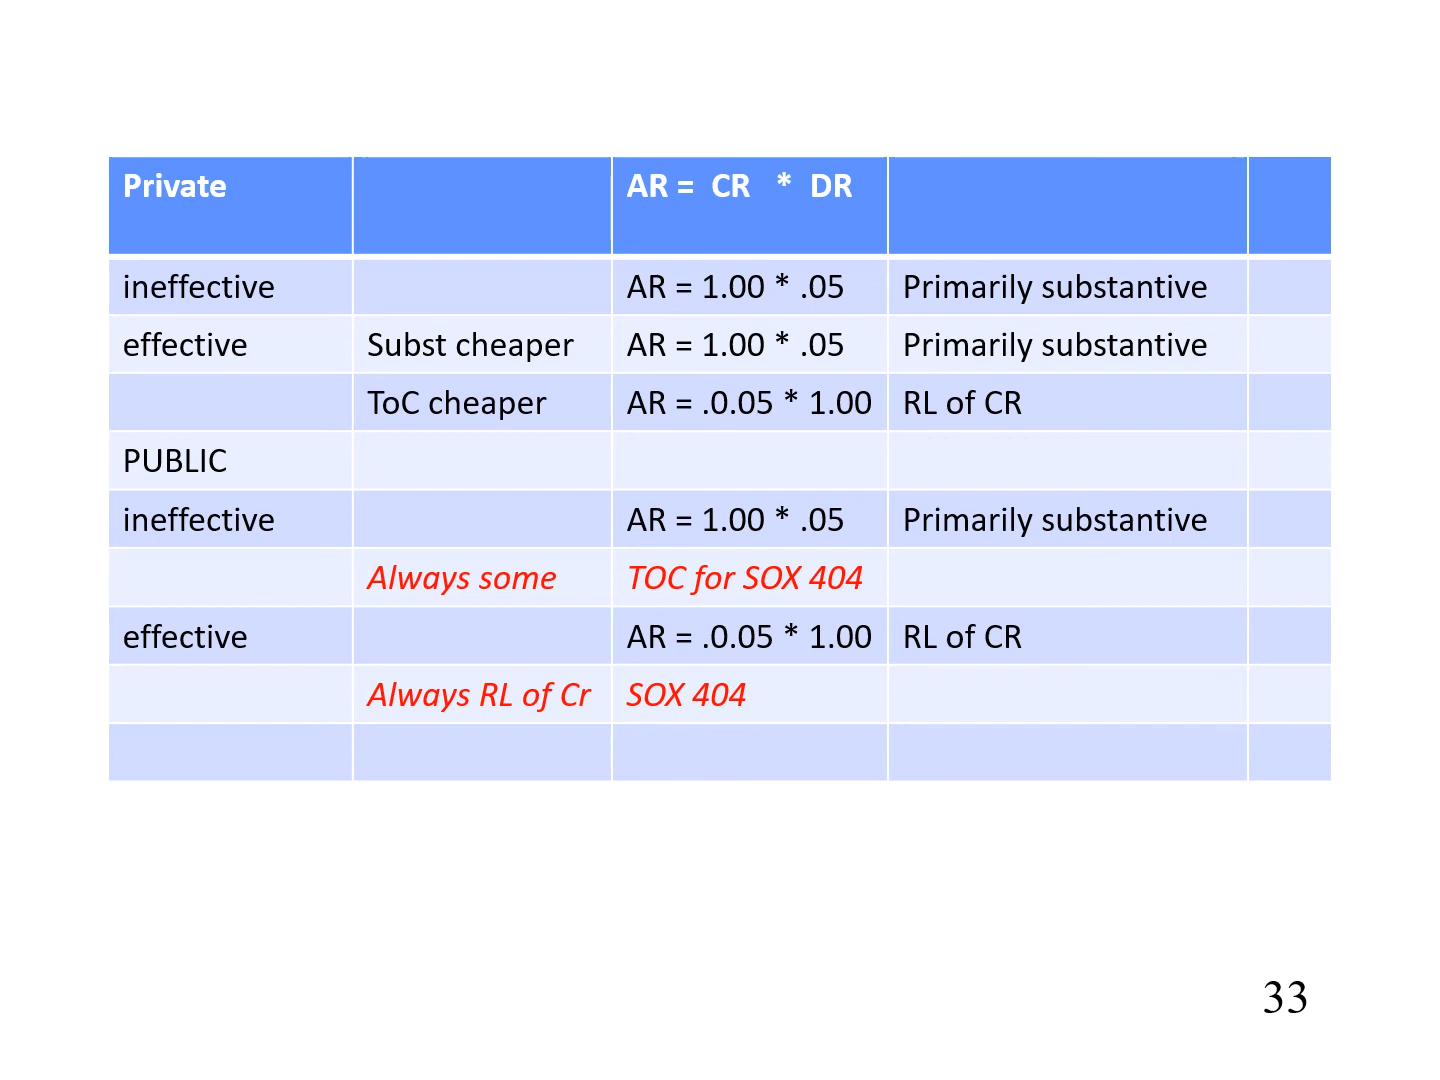 Private AR = CR * DR
ineffective AR = 1.00 * .05 Primarily substantive
effective Subst cheaper AR = 1.00 * .05 Primarily substantive
ToC cheaper AR = .0.05 * 1.00 RL of CR
PUBLIC
ineffective AR = 1.00 * .05 Primarily substantive
Always some TOC for SOX 404
effective AR = .0.05 * 1.00 RL of CR
Always RL of Cr SOX 404
33